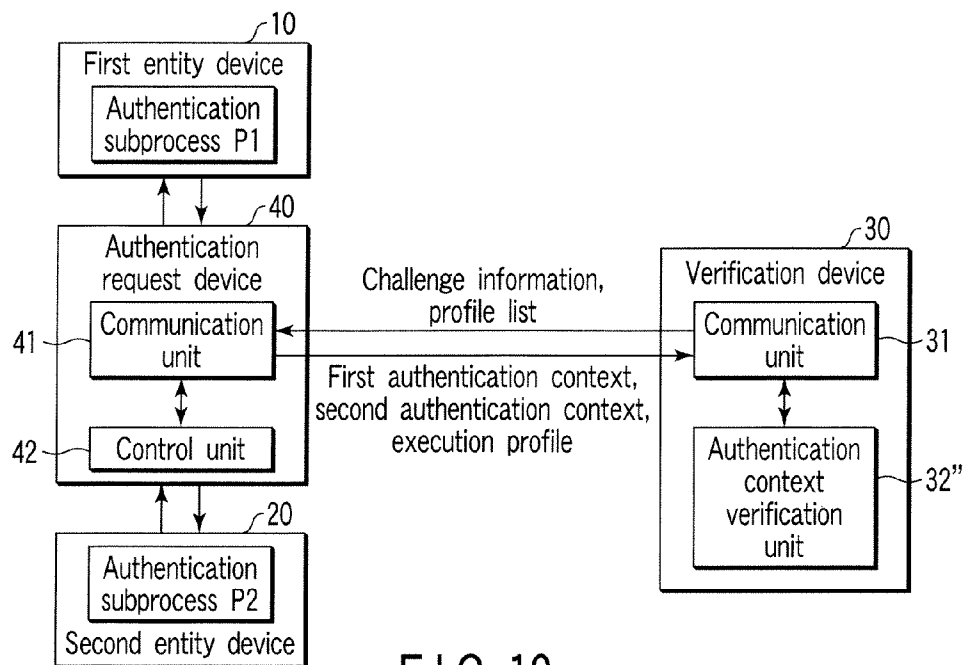 10
First entity device
Authentication
subprocess P1
40
Authentication
request device
41
Communication
unit
42
Control unit
20
Authentication
subprocess P2
Second entity device
Challenge information,
profile list
First authentication context,
second authentication context,
execution profile
30
Verification device
Communication
unit
31
Authentication
context
verification
unit
32"